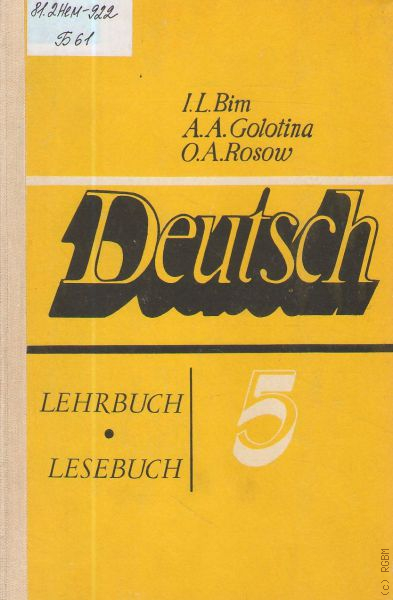 81.2Нем-922
Б61
I.L.Bim
A.A.Golotina
O.A.Rosow
Deutsch
LEHRBUCH
•
LESEBUCH
5
(c) RGBM